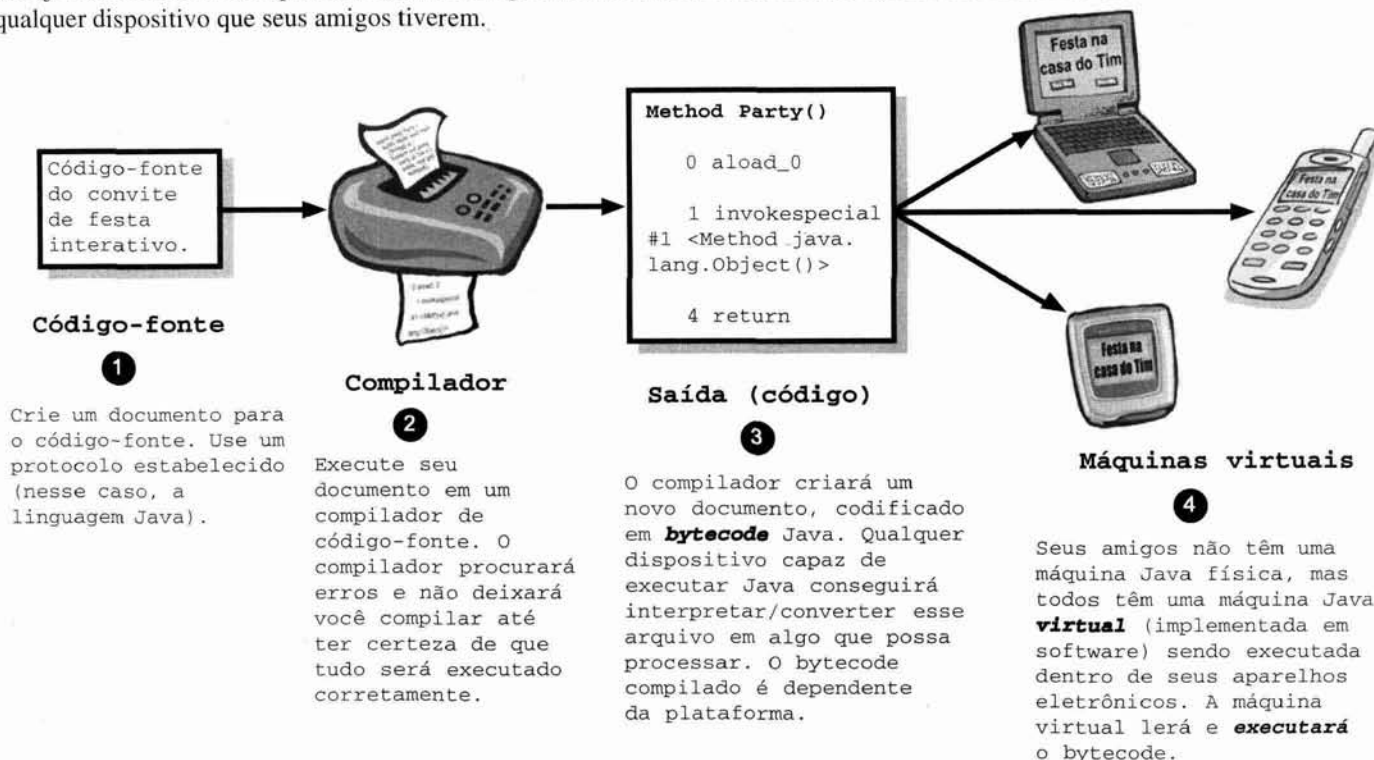 qualquer dispositivo que seus amigos tiverem.
Código-fonte
do convite
de festa
interativo.
Código-fonte
1
Crie um documento para
o código-fonte. Use um
protocolo estabelecido
(nesse caso, a
linguagem Java).
Compilador
2
Execute seu
documento em um
compilador de
código-fonte. O
compilador procurará
erros e não deixará
você compilar até
ter certeza de que
tudo será executado
corretamente.
Method Party()
0 aload_0
1 invokespecial
#1 <Method java.
lang.Object()>
4 return
Saída (código)
3
O compilador criará um
novo documento, codificado
em bytecode Java. Qualquer
dispositivo capaz de
executar Java conseguirá
interpretar/converter esse
arquivo em algo que possa
processar. O bytecode
compilado é dependente
da plataforma.
Festa na
casa do Tim
Festa na
casa do Tim
Festa na
casa do Tim
Máquinas virtuais
4
Seus amigos não têm uma
máquina Java física, mas
todos têm uma máquina Java
virtual (implementada em
software) sendo executada
dentro de seus aparelhos
eletrônicos. A máquina
virtual lerá e executará
o bytecode.